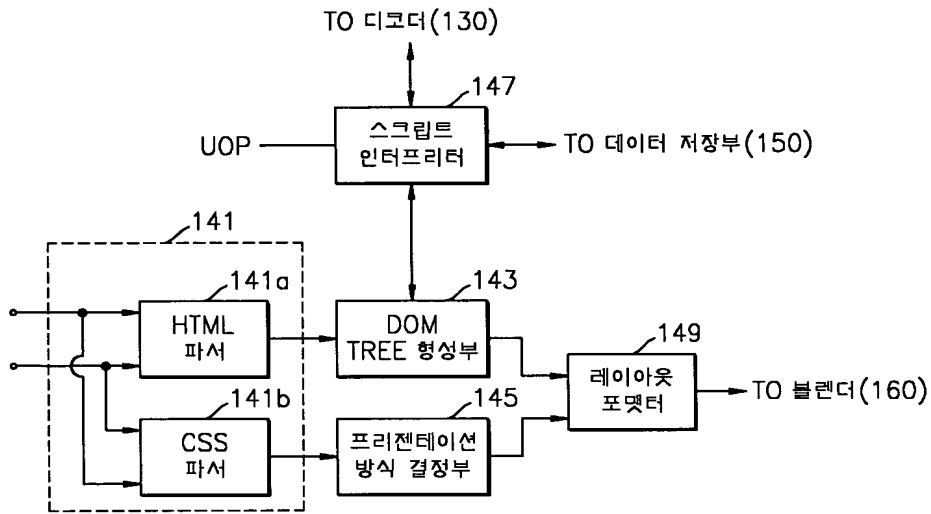 TO 디코더(130)
147
스크립트
인터프리터
UOP
TO 데이터 저장부(150)
141
141a
HTML
파서
143
DOM
TREE 형성부
149
레이아웃
포맷터
TO 블렌더(160)
141b
CSS
파서
145
프리젠테이션
방식 결정부